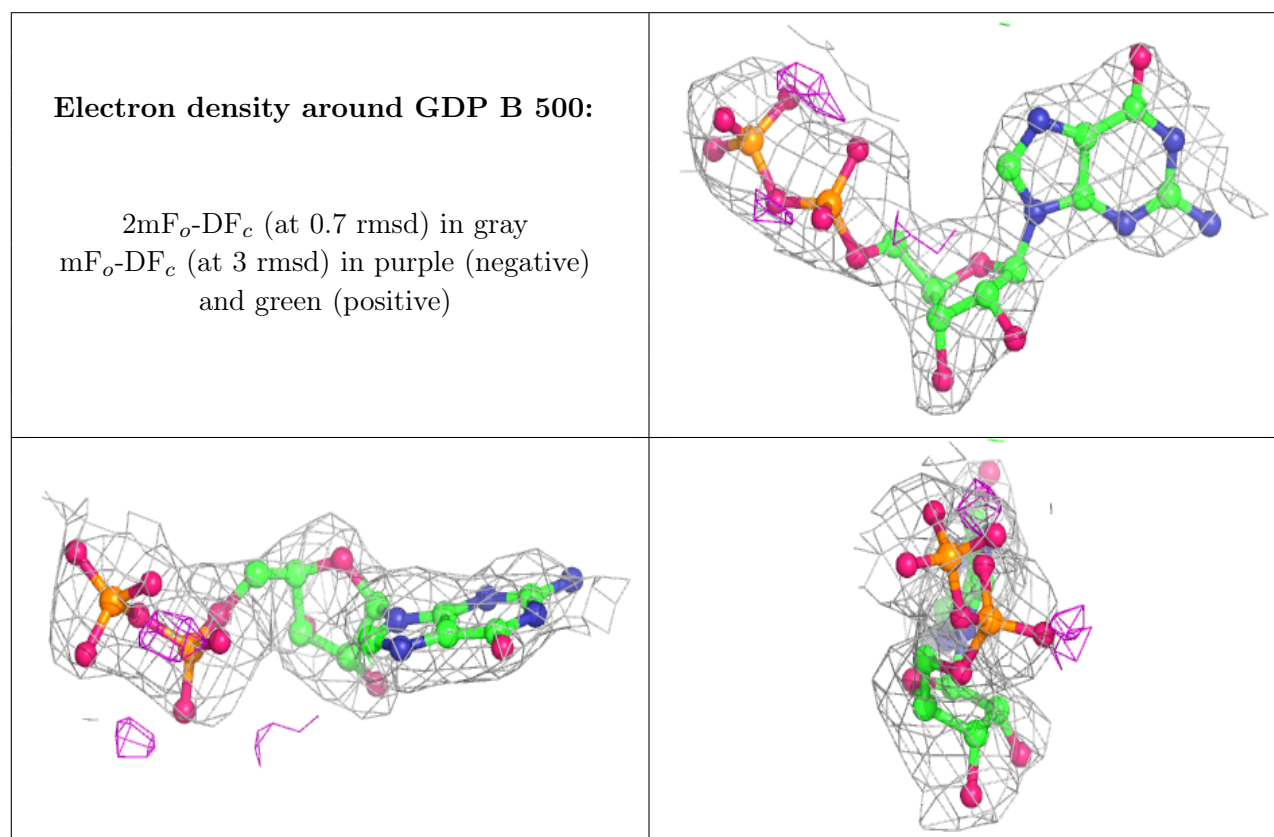 Electron density around GDP B 500:
2mFo-DFc (at 0.7 rmsd) in gray
mFo-DFc (at 3 rmsd) in purple (negative)
and green (positive)